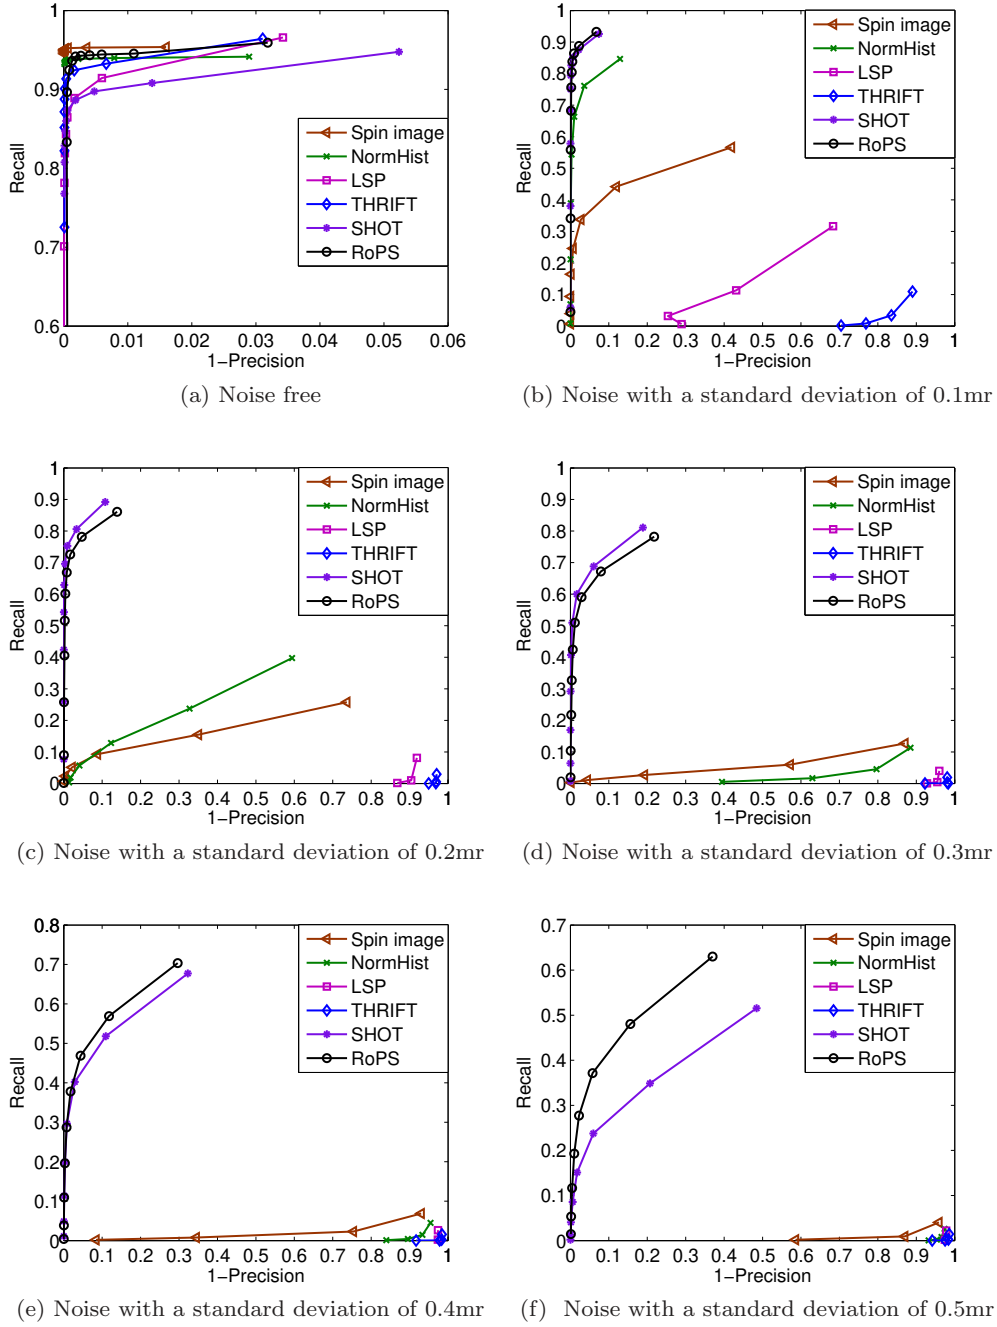 1
0.9
0.8
0.7
0.6
Recall
0 0.01 0.02 0.03 0.04 0.05 0.06
1−Precision
Spin image
NormHist
LSP
THRIFT
SHOT
RoPS
(a) Noise free
1
0.9
0.8
0.7
0.6
0.5
0.4
0.3
0.2
0.1
0
Recall
0 0.1 0.2 0.3 0.4 0.5 0.6 0.7 0.8 0.9 1
1−Precision
Spin image
NormHist
LSP
THRIFT
SHOT
RoPS
(b) Noise with a standard deviation of 0.1mr
1
0.9
0.8
0.7
0.6
0.5
0.4
0.3
0.2
0.1
0
Recall
0 0.1 0.2 0.3 0.4 0.5 0.6 0.7 0.8 0.9 1
1−Precision
Spin image
NormHist
LSP
THRIFT
SHOT
RoPS
(c) Noise with a standard deviation of 0.2mr
1
0.9
0.8
0.7
0.6
0.5
0.4
0.3
0.2
0.1
0
Recall
0 0.1 0.2 0.3 0.4 0.5 0.6 0.7 0.8 0.9 1
1−Precision
Spin image
NormHist
LSP
THRIFT
SHOT
RoPS
(d) Noise with a standard deviation of 0.3mr
0.8
0.7
0.6
0.5
0.4
0.3
0.2
0.1
0
Recall
0 0.1 0.2 0.3 0.4 0.5 0.6 0.7 0.8 0.9 1
1−Precision
Spin image
NormHist
LSP
THRIFT
SHOT
RoPS
(e) Noise with a standard deviation of 0.4mr
0.7
0.6
0.5
0.4
0.3
0.2
0.1
0
Recall
0 0.1 0.2 0.3 0.4 0.5 0.6 0.7 0.8 0.9 1
1−Precision
Spin image
NormHist
LSP
THRIFT
SHOT
RoPS
(f) Noise with a standard deviation of 0.5mr